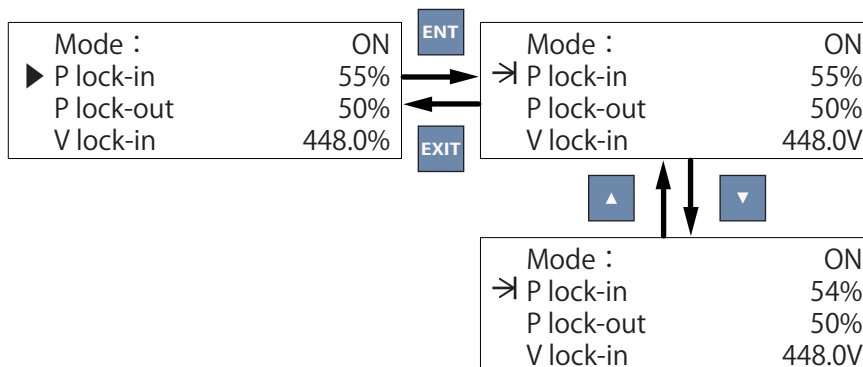 Mode： ON
▶ P lock-in 55%
P lock-out 50%
V lock-in 448.0%
ENT
EXIT
Mode： ON
P lock-in 55%
P lock-out 50%
V lock-in 448.0V
▲ ▼
Mode： ON
P lock-in 54%
P lock-out 50%
V lock-in 448.0V